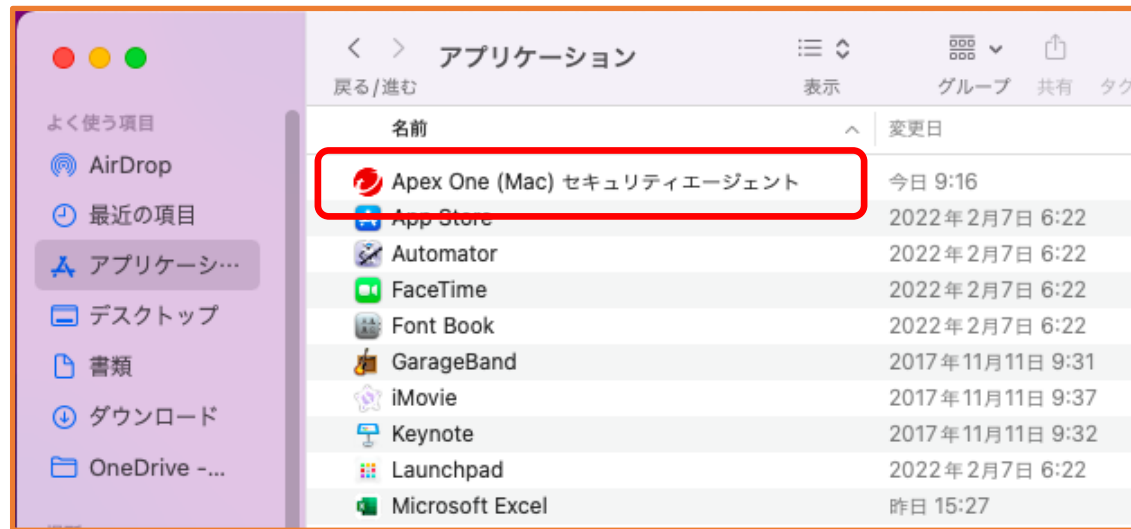 アプリケーション
戻る/進む
表示
グループ
共有
タグ
よく使う項目
AirDrop
最近の項目
アプリケーシ…
デスクトップ
書類
ダウンロード
OneDrive -...
名前 変更日
Apex One (Mac) セキュリティエージェント 今日 9:16
App Store 2022年2月7日 6:22
Automator 2022年2月7日 6:22
FaceTime 2022年2月7日 6:22
Font Book 2022年2月7日 6:22
GarageBand 2017年11月11日 9:31
iMovie 2017年11月11日 9:37
Keynote 2017年11月11日 9:32
Launchpad 2022年2月7日 6:22
Microsoft Excel 昨日 15:27